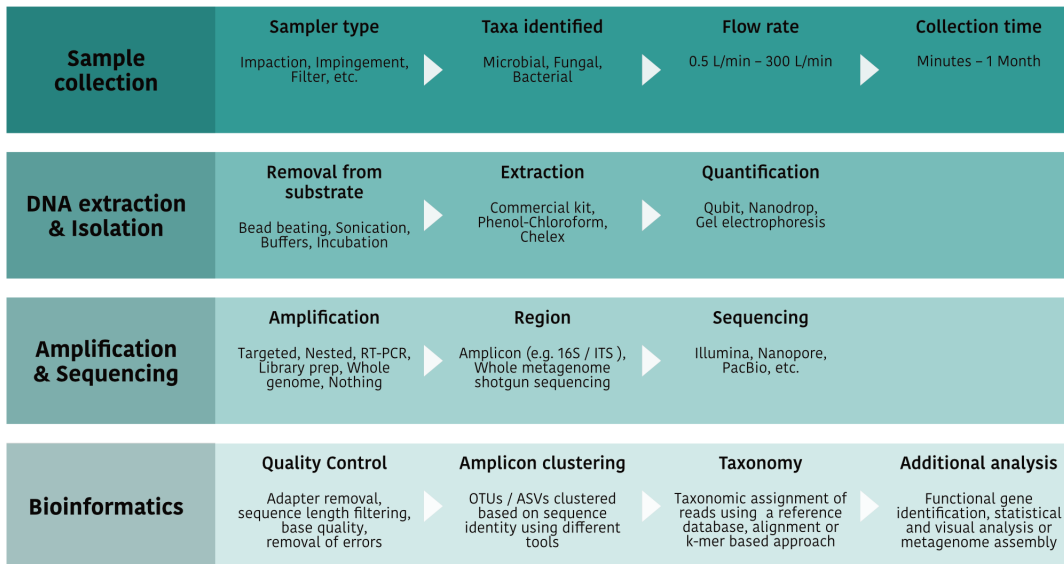 Sample
collection
Sampler type
Impaction, Impingement,
Filter, etc.
Taxa identified
Microbial, Fungal,
Bacterial
Flow rate
0.5 L/min – 300 L/min
Collection time
Minutes – 1 Month
DNA extraction
& Isolation
Removal from
substrate
Bead beating, Sonication,
Buffers, Incubation
Extraction
Commercial kit,
Phenol-Chloroform,
Chelex
Quantification
Qubit, Nanodrop,
Gel electrophoresis
Amplification
& Sequencing
Amplification
Targeted, Nested, RT-PCR,
Library prep, Whole
genome, Nothing
Region
Amplicon (e.g. 16S / ITS ),
Whole metagenome
shotgun sequencing
Sequencing
Illumina, Nanopore,
PacBio, etc.
Bioinformatics
Quality Control
Adapter removal,
sequence length filtering,
base quality,
removal of errors
Amplicon clustering
OTUs / ASVs clustered
based on sequence
identity using different
tools
Taxonomy
Taxonomic assignment of
reads using a reference
database, alignment or
k-mer based approach
Additional analysis
Functional gene
identification, statistical
and visual analysis or
metagenome assembly